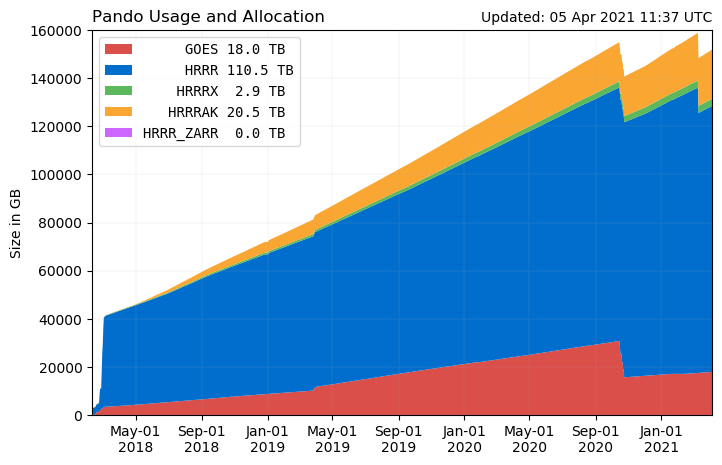 Pando Usage and Allocation
Updated: 05 Apr 2021 11:37 UTC
GOES 18.0 TB
HRRR 110.5 TB
HRRRX 2.9 TB
HRRRAK 20.5 TB
HRRR_ZARR 0.0 TB
Size in GB
160000
140000
120000
100000
80000
60000
40000
20000
0
May-01 Sep-01 Jan-01 May-01 Sep-01 Jan-01 May-01 Sep-01 Jan-01
2018 2018 2019 2019 2019 2020 2020 2020 2021